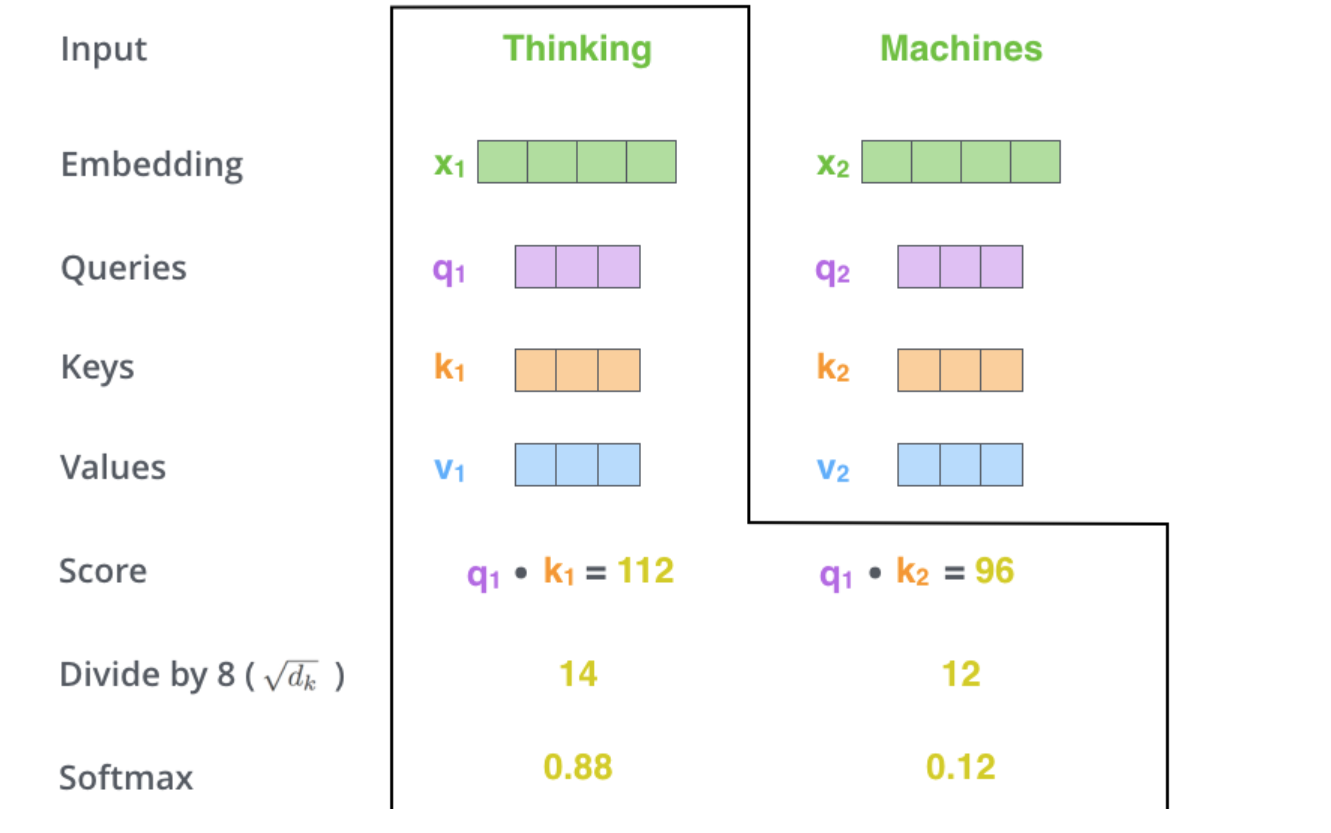 Input Thinking Machines
Embedding x₁ x₂
Queries q₁ q₂
Keys k₁ k₂
Values v₁ v₂
Score q₁ • k₁ = 112 q₁ • k₂ = 96
Divide by 8 ( √dₖ ) 14 12
Softmax 0.88 0.12